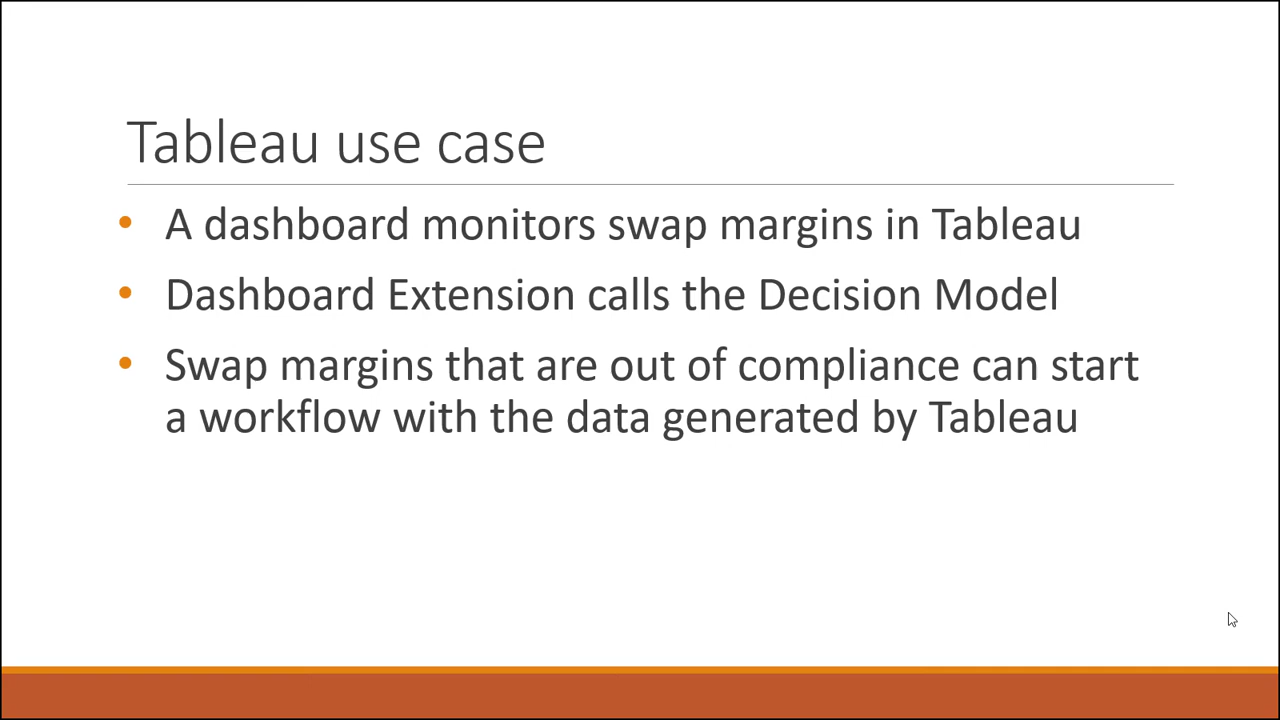 Tableau use case
• A dashboard monitors swap margins in Tableau
• Dashboard Extension calls the Decision Model
• Swap margins that are out of compliance can start
a workflow with the data generated by Tableau